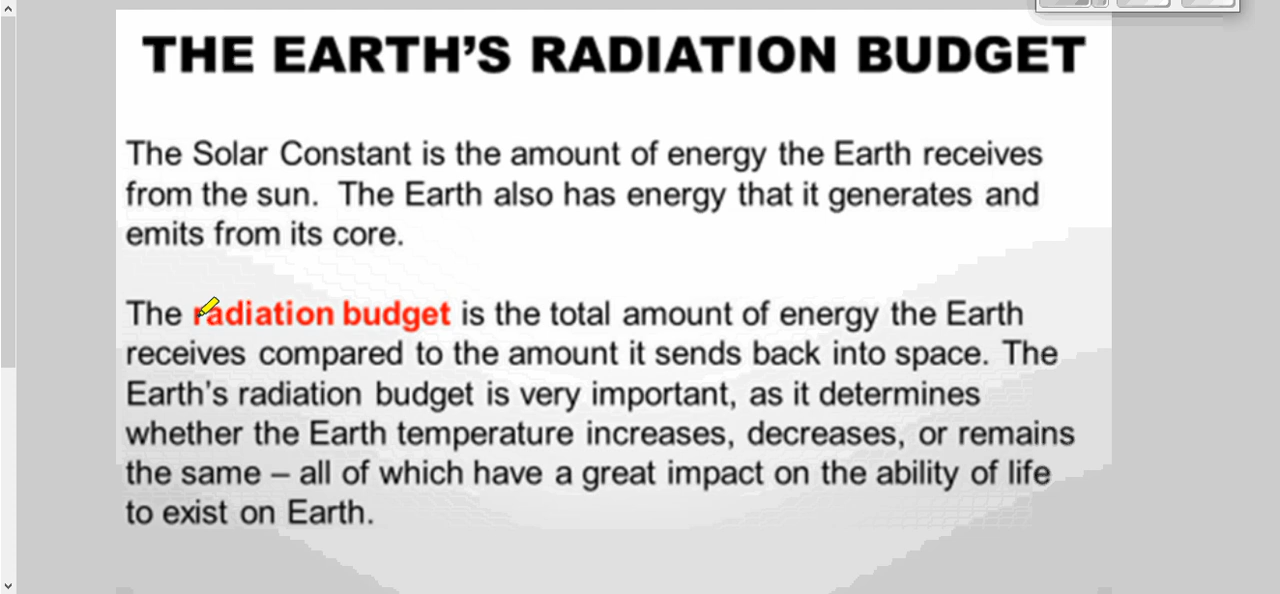 THE EARTH’S RADIATION BUDGET
The Solar Constant is the amount of energy the Earth receives
from the sun.  The Earth also has energy that it generates and
emits from its core.
The radiation budget is the total amount of energy the Earth
receives compared to the amount it sends back into space. The
Earth's radiation budget is very important, as it determines
whether the Earth temperature increases, decreases, or remains
the same – all of which have a great impact on the ability of life
to exist on Earth.